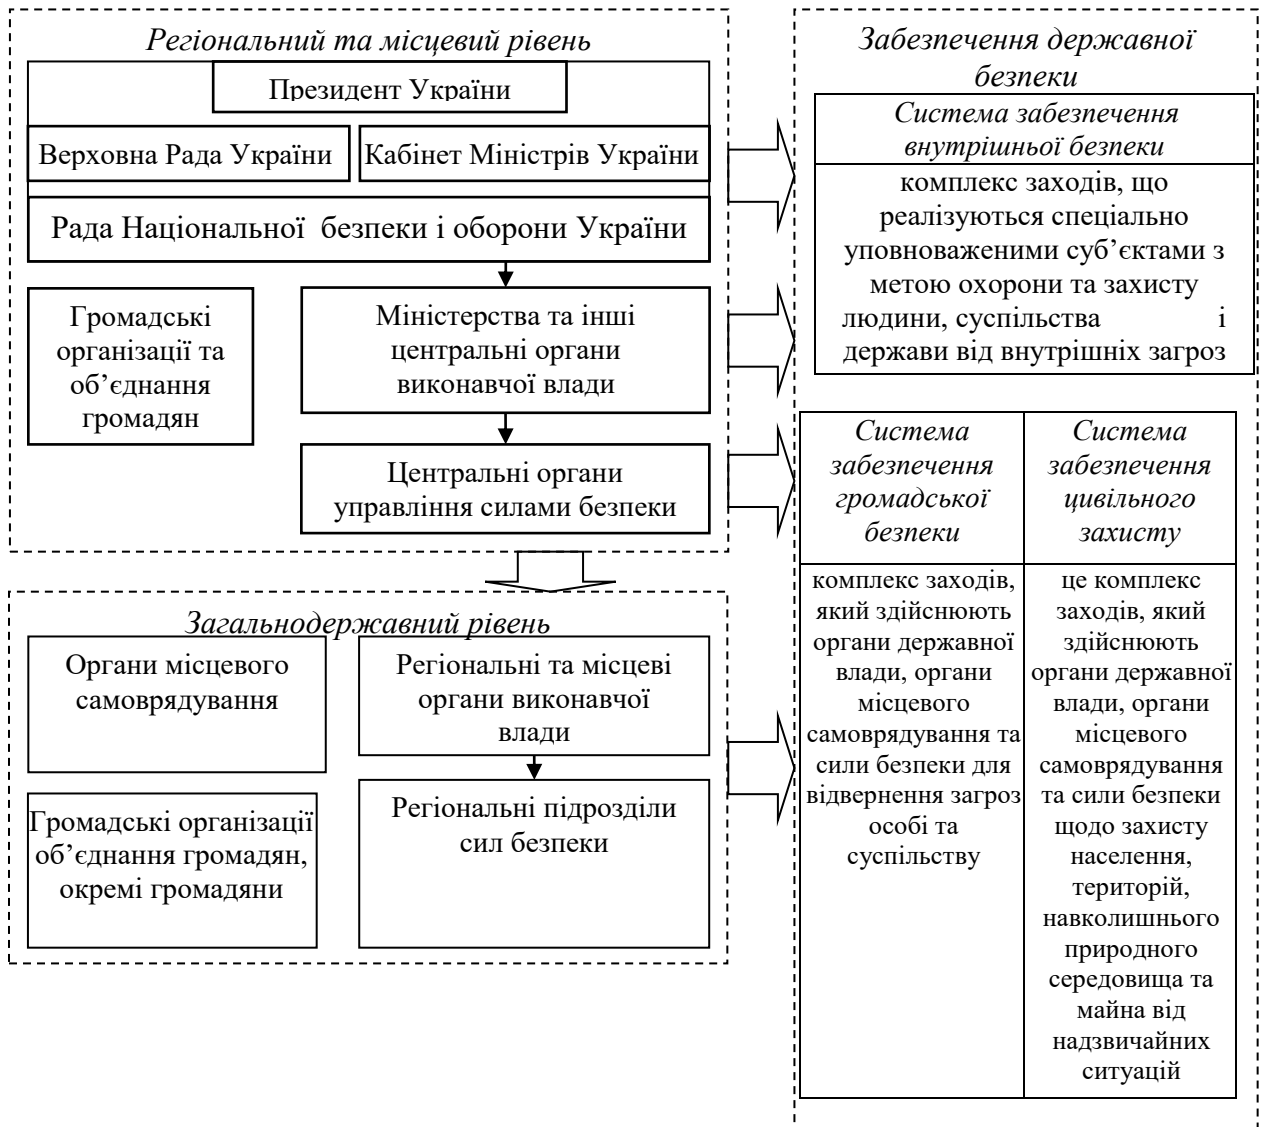 Регіональний та місцевий рівень
Президент України
Верховна Рада України
Кабінет Міністрів України
Рада Національної безпеки і оборони України
Громадські
організації та
об’єднання
громадян
Міністерства та інші
центральні органи
виконавчої влади
Центральні органи
управління силами безпеки
Загальнодержавний рівень
Органи місцевого
самоврядування
Регіональні та місцеві
органи виконавчої
влади
Громадські організації
об’єднання громадян,
окремі громадяни
Регіональні підрозділи
сил безпеки
Забезпечення державної
безпеки
Система забезпечення
внутрішньої безпеки
комплекс заходів, що
реалізуються спеціально
уповноваженими суб’єктами з
метою охорони та захисту
людини, суспільства і
держави від внутрішніх загроз
Система
забезпечення
громадської
безпеки
комплекс заходів,
який здійснюють
органи державної
влади, органи
місцевого
самоврядування та
сили безпеки для
відвернення загроз
особі та
суспільству
Система
забезпечення
цивільного
захисту
це комплекс
заходів, який
здійснюють
органи державної
влади, органи
місцевого
самоврядування
та сили безпеки
щодо захисту
населення,
територій,
навколишнього
природного
середовища та
майна від
надзвичайних
ситуацій